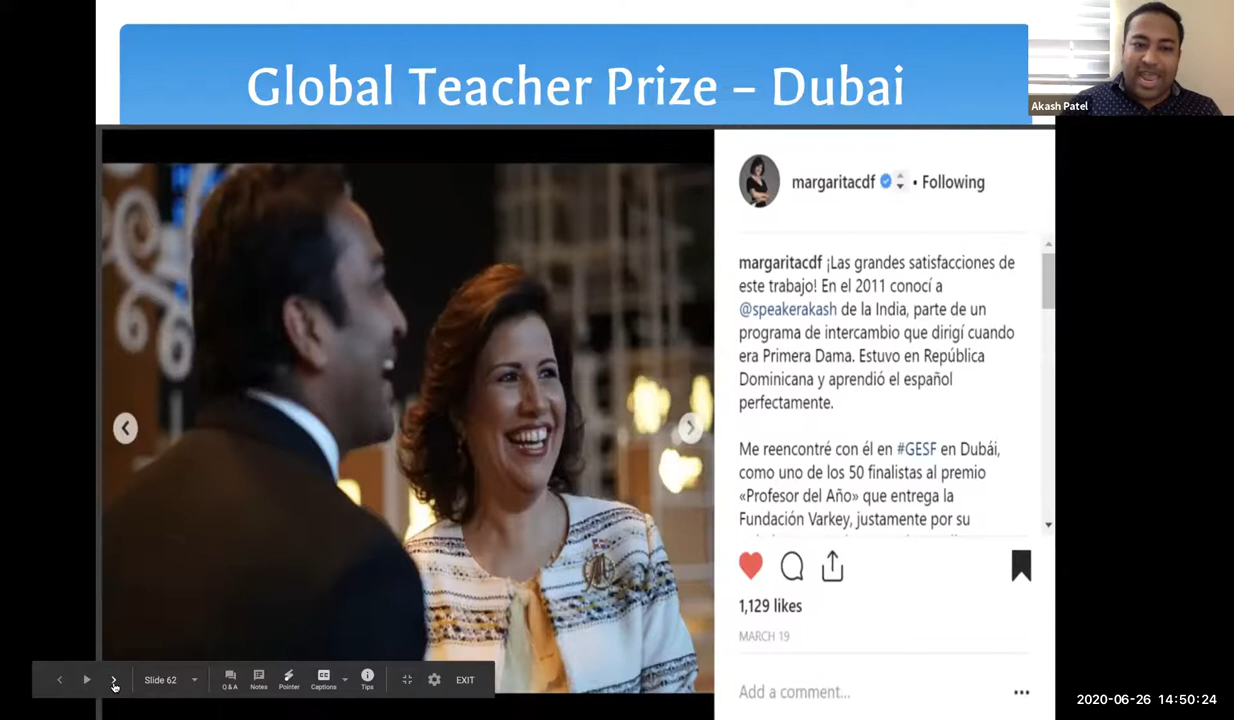 Global Teacher Prize – Dubai
Akash Patel
margaritacdf • Following
margaritacdf ¡Las grandes satisfacciones de
este trabajo! En el 2011 conocí a
@speakerakash de la India, parte de un
programa de intercambio que dirigí cuando
era Primera Dama. Estuvo en República
Dominicana y aprendió el español
perfectamente.
Me reencontré con él en #GESF en Dubái,
como uno de los 50 finalistas al premio
«Profesor del Año» que entrega la
Fundación Varkey, justamente por su
1,129 likes
MARCH 19
Add a comment...
Slide 62
Q & A
Notes
Pointer
CC
Captions
Tips
EXIT
2020-06-26 14:50:24